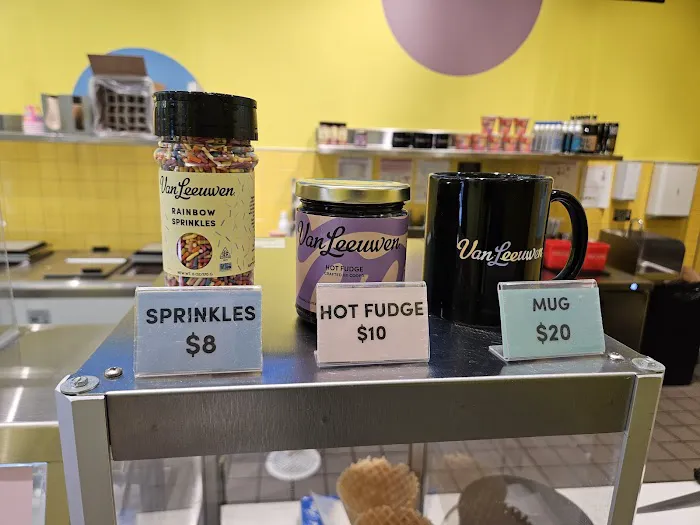 Van Leeuwen
RAINBOW
SPRINKLES
Van Leeuwen
HOT FUDGE
Van Leeuwen
SPRINKLES
$8
HOT FUDGE
$10
MUG
$20